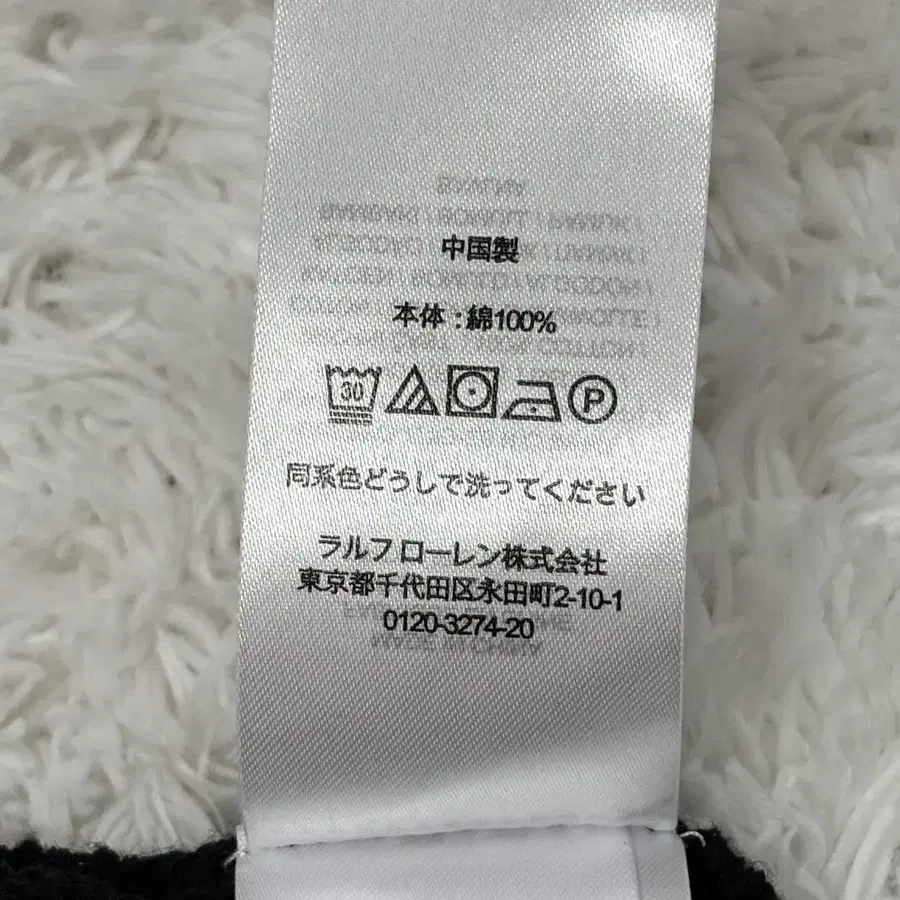 中国製
本体：綿100%
30 P
同系色どうしで洗ってください
ラルフ ローレン株式会社
東京都千代田区永田町2-10-1
0120-3274-20